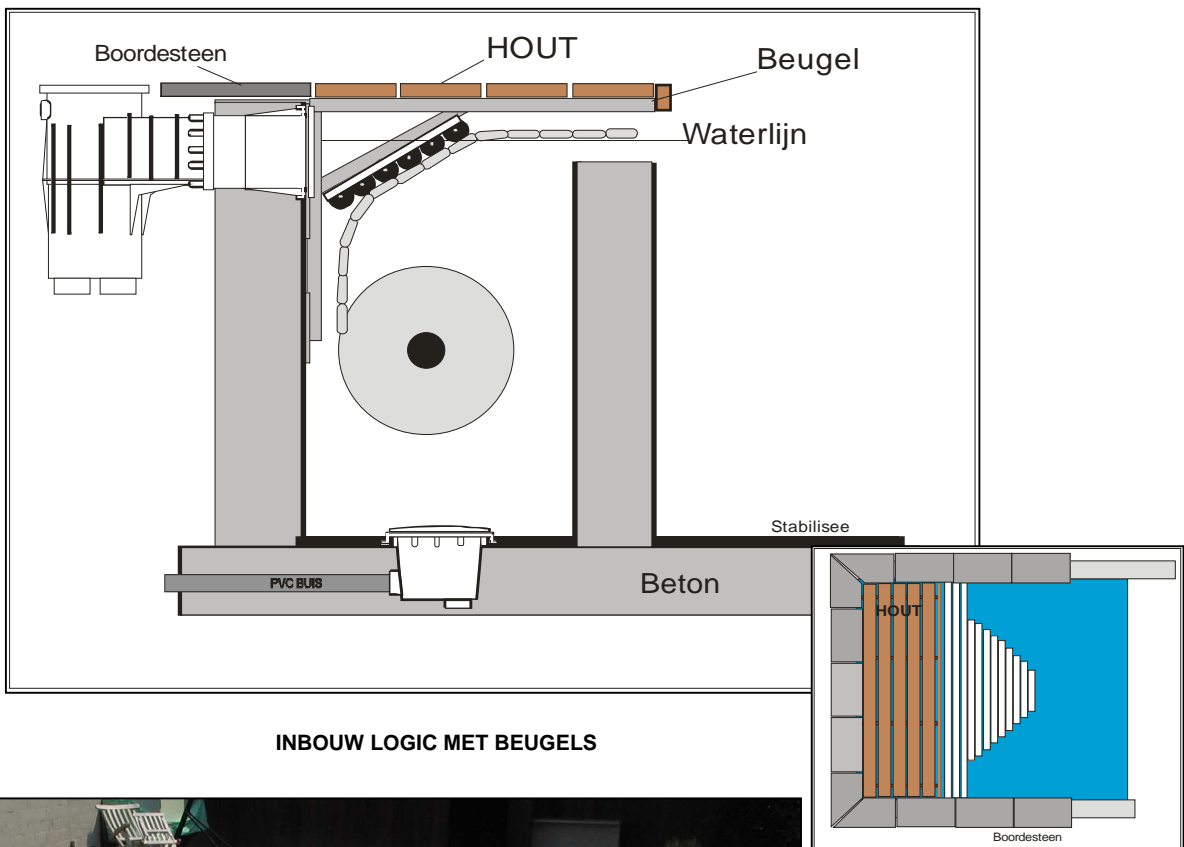 Boordesteen
HOUT
Beugel
Waterlijn
Stabilisee
PVC BUIS
Beton
HOUT
Boordesteen
INBOUW LOGIC MET BEUGELS